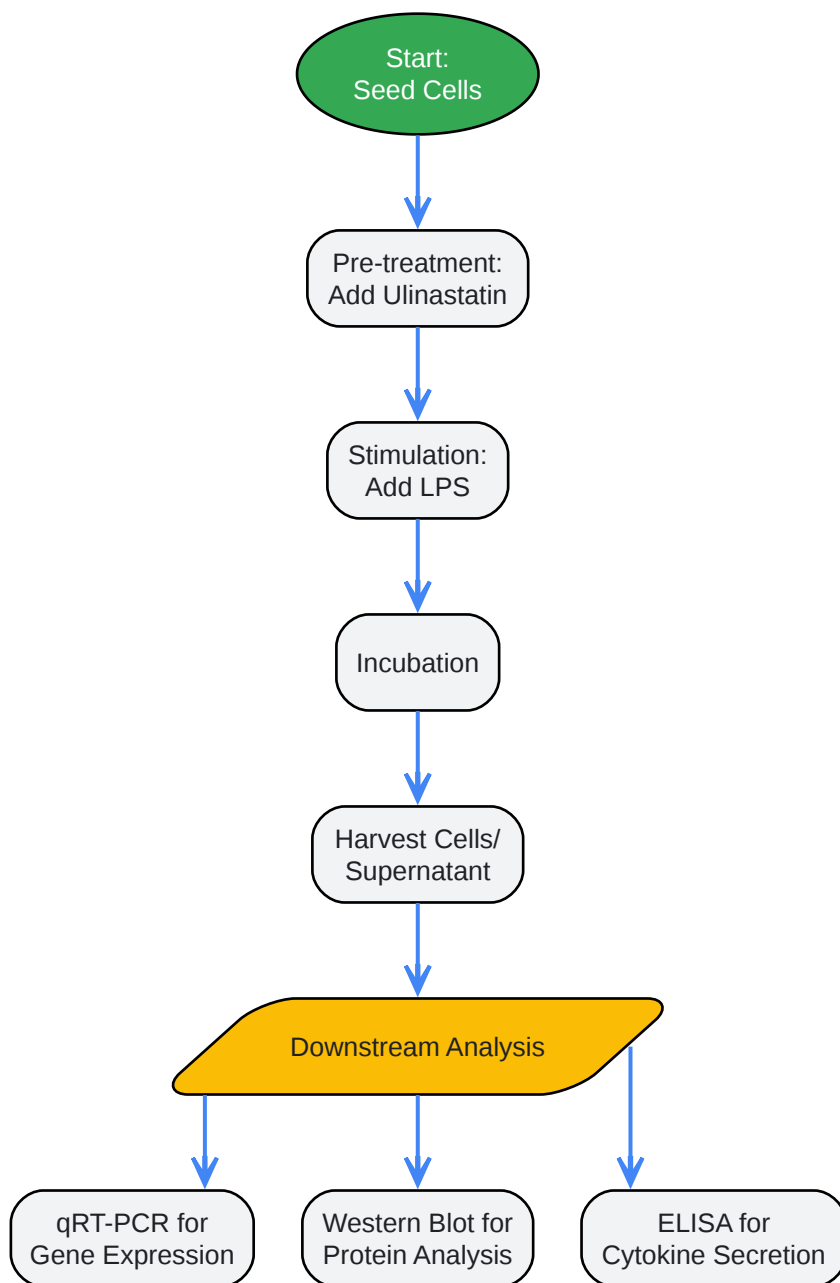 Start:
Seed Cells
Pre-treatment:
Add Ulinastatin
Stimulation:
Add LPS
Incubation
Harvest Cells/
Supernatant
Downstream Analysis
qRT-PCR for
Gene Expression
Western Blot for
Protein Analysis
ELISA for
Cytokine Secretion